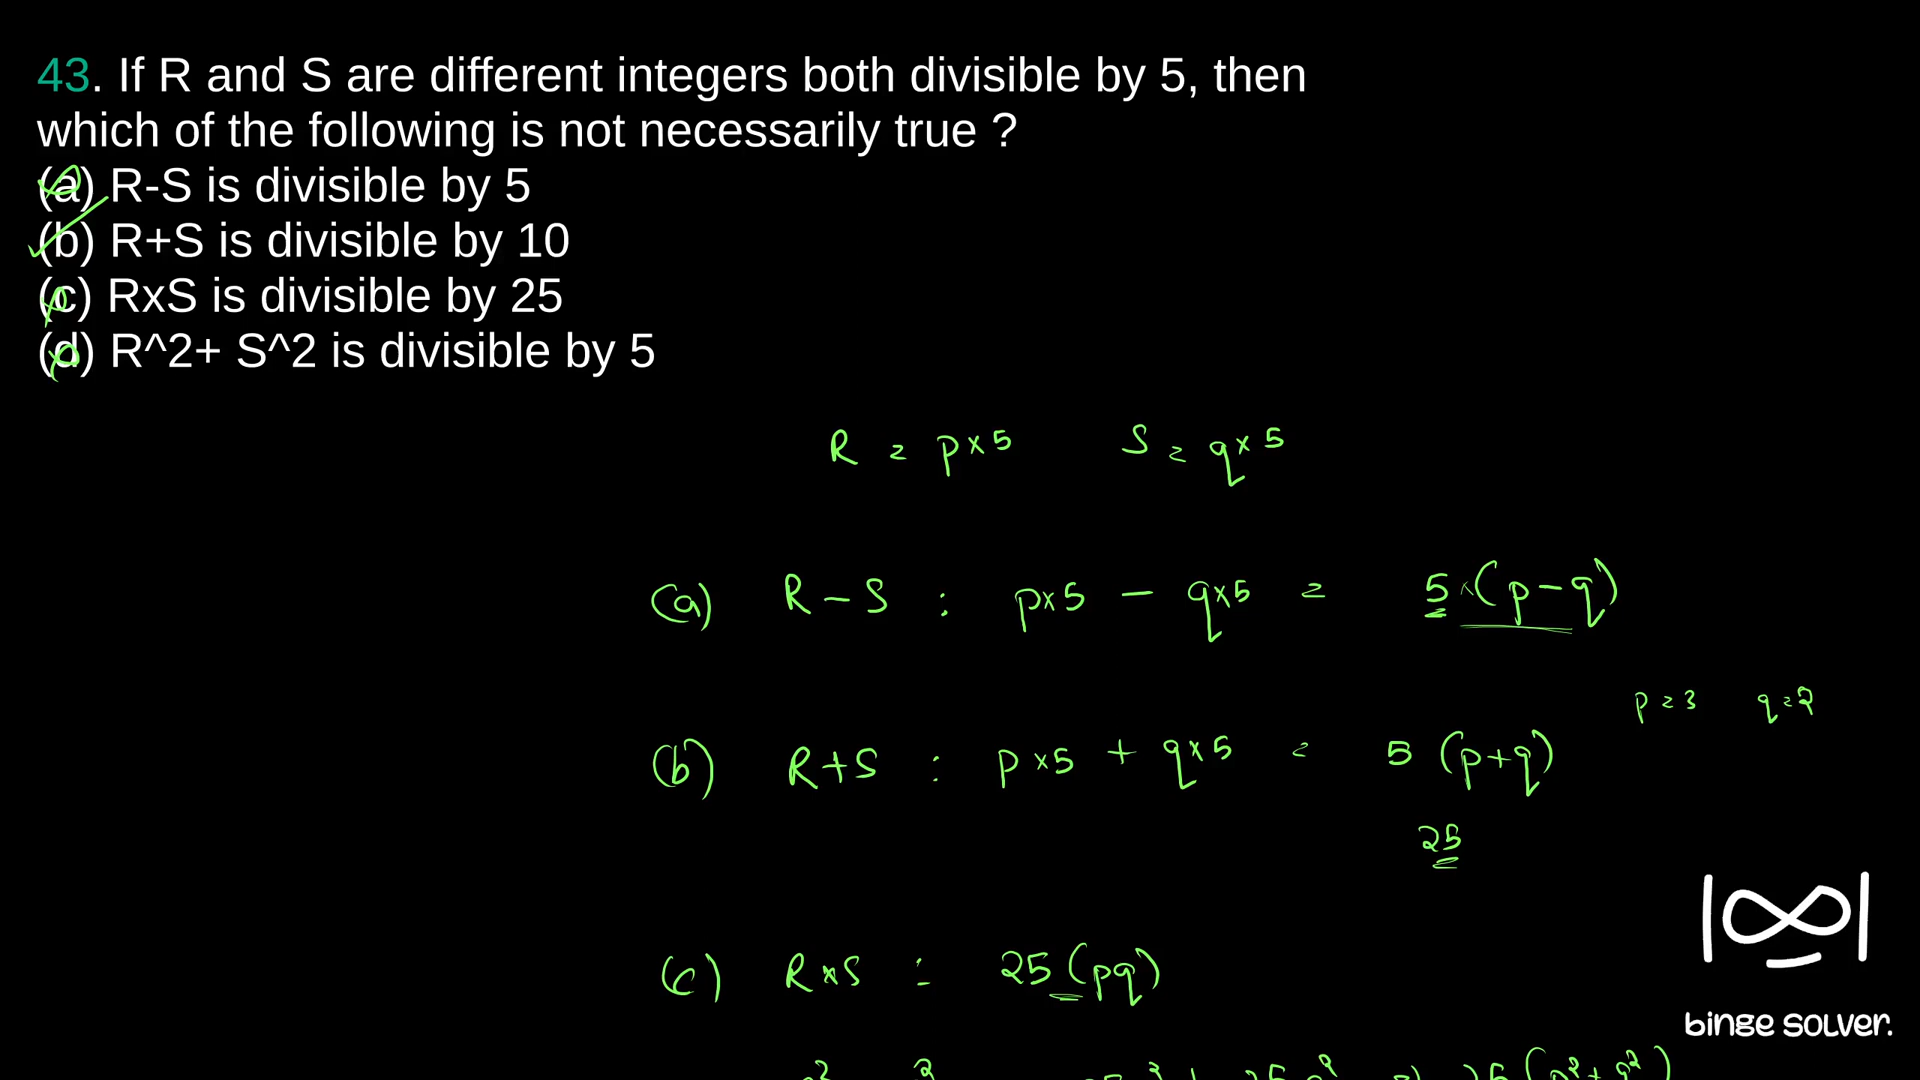 43. If R and S are different integers both divisible by 5, then
which of the following is not necessarily true ?
(a) R-S is divisible by 5
(b) R+S is divisible by 10
(c) RxS is divisible by 25
(d) R^2+ S^2 is divisible by 5
R = p×5 S = q×5
(a) R - S : p×5 - q×5 = 5×(p-q)
p=3 q=2
(b) R+S : p×5 + q×5 = 5 (p+q)
25
(c) R×S : 25 (pq)
binge solver.